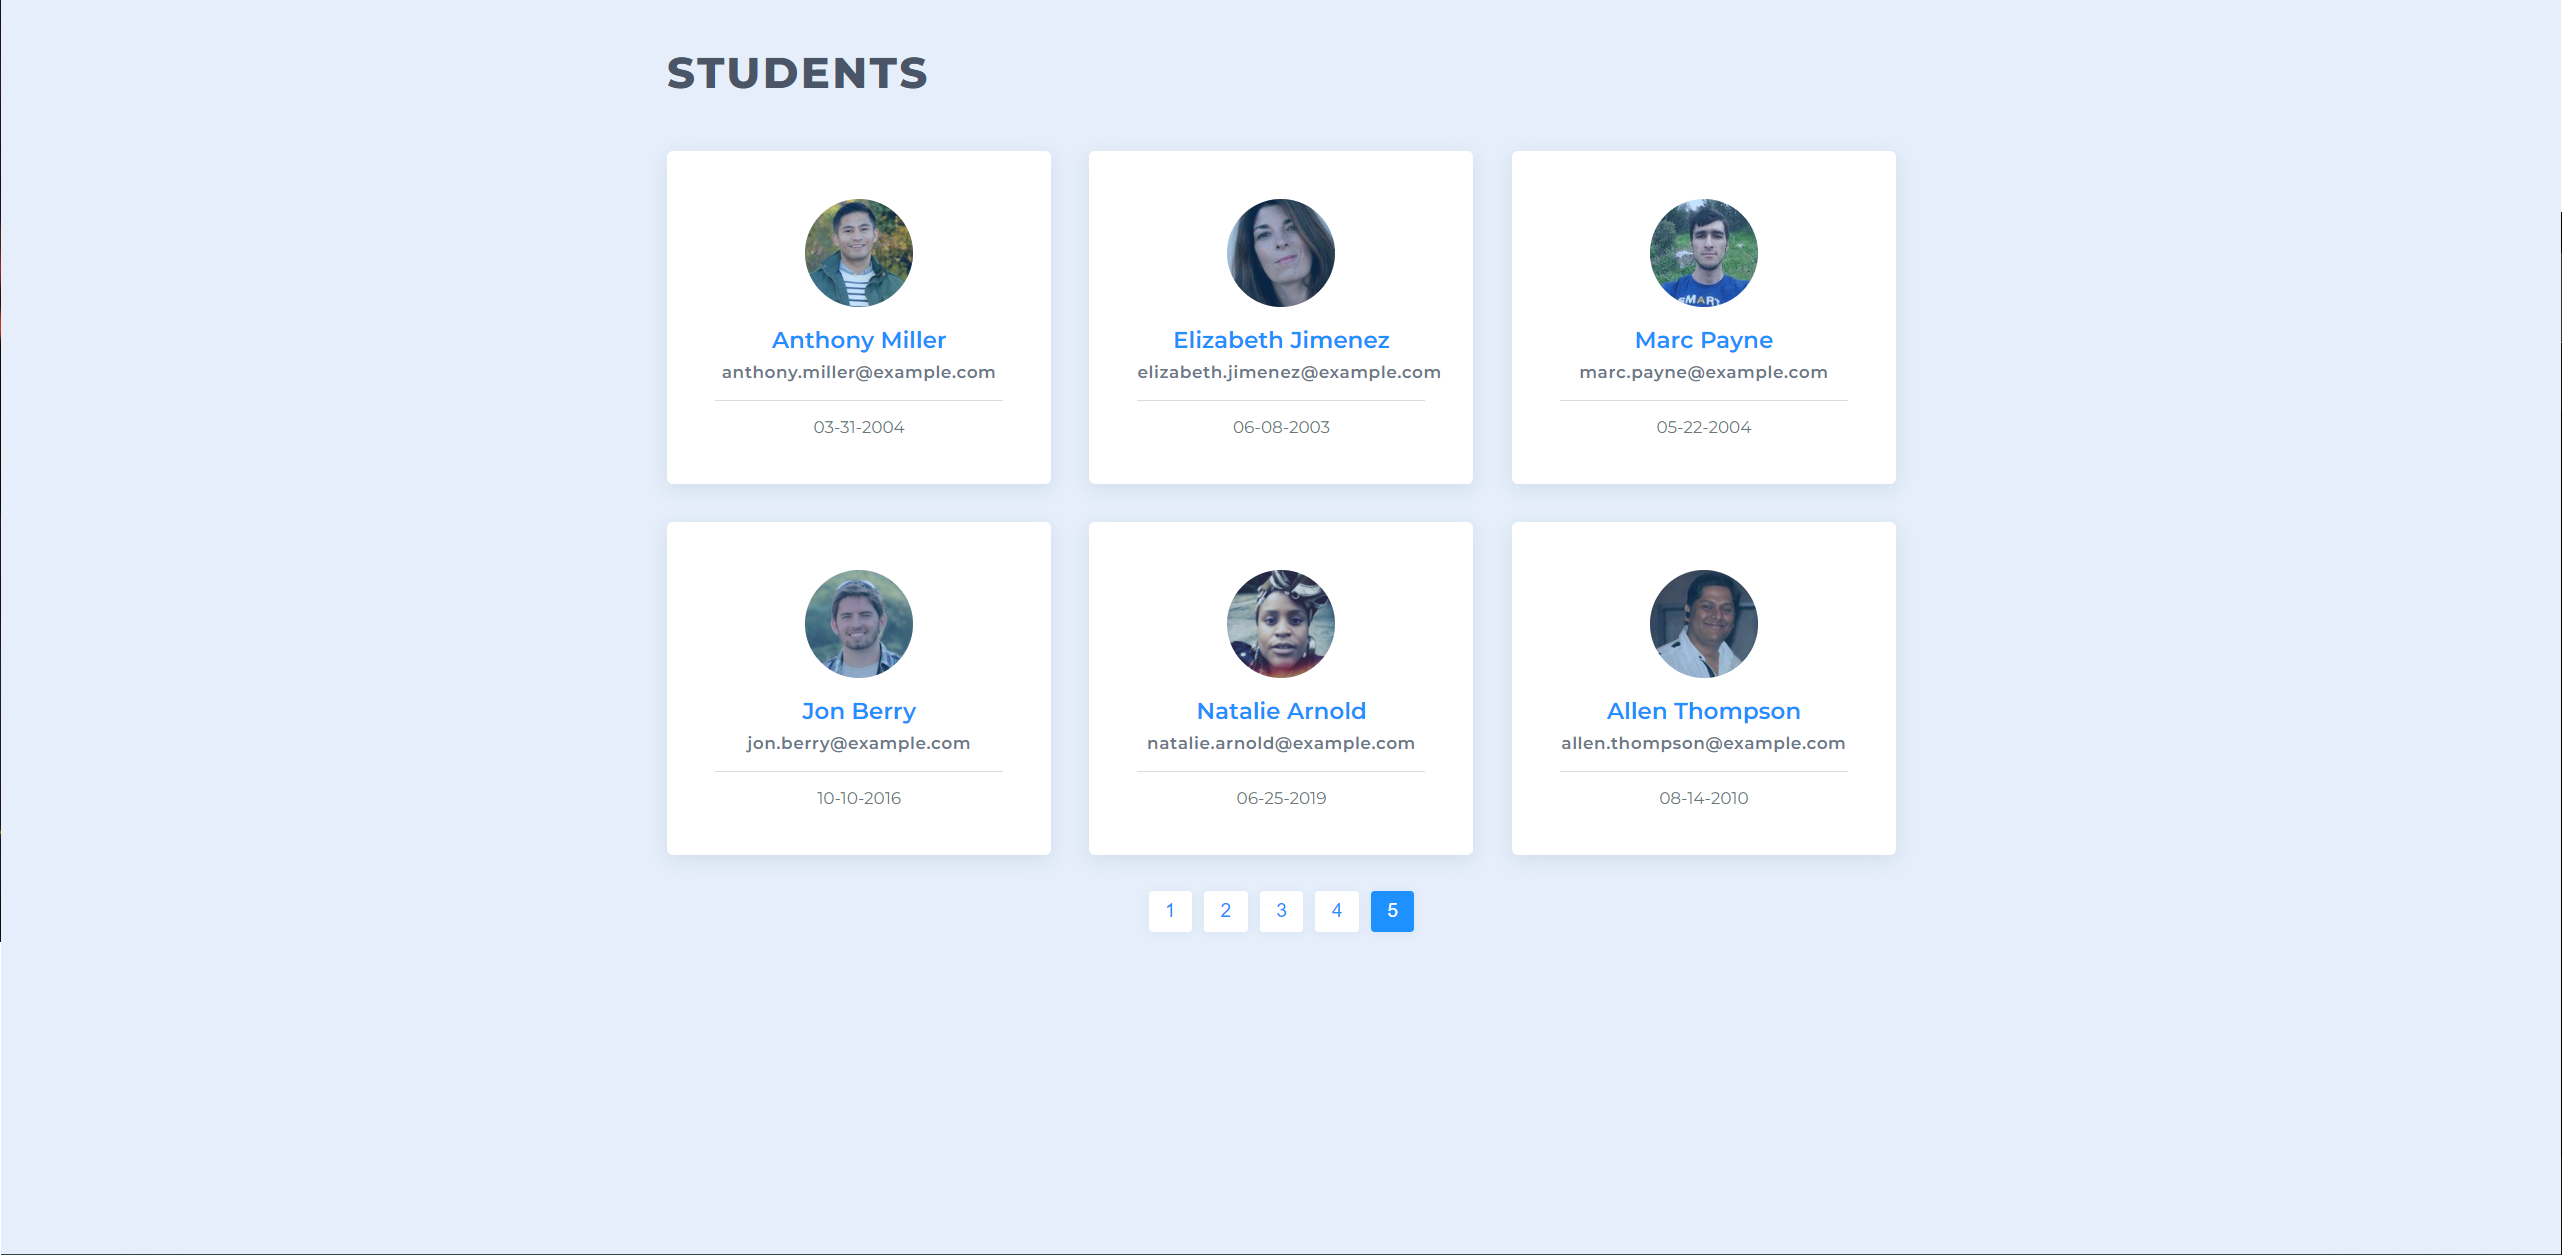 STUDENTS
Anthony Miller
anthony.miller@example.com
03-31-2004
Elizabeth Jimenez
elizabeth.jimenez@example.com
06-08-2003
SMART
Marc Payne
marc.payne@example.com
05-22-2004
Jon Berry
jon.berry@example.com
10-10-2016
Natalie Arnold
natalie.arnold@example.com
06-25-2019
Allen Thompson
allen.thompson@example.com
08-14-2010
1 2 3 4 5